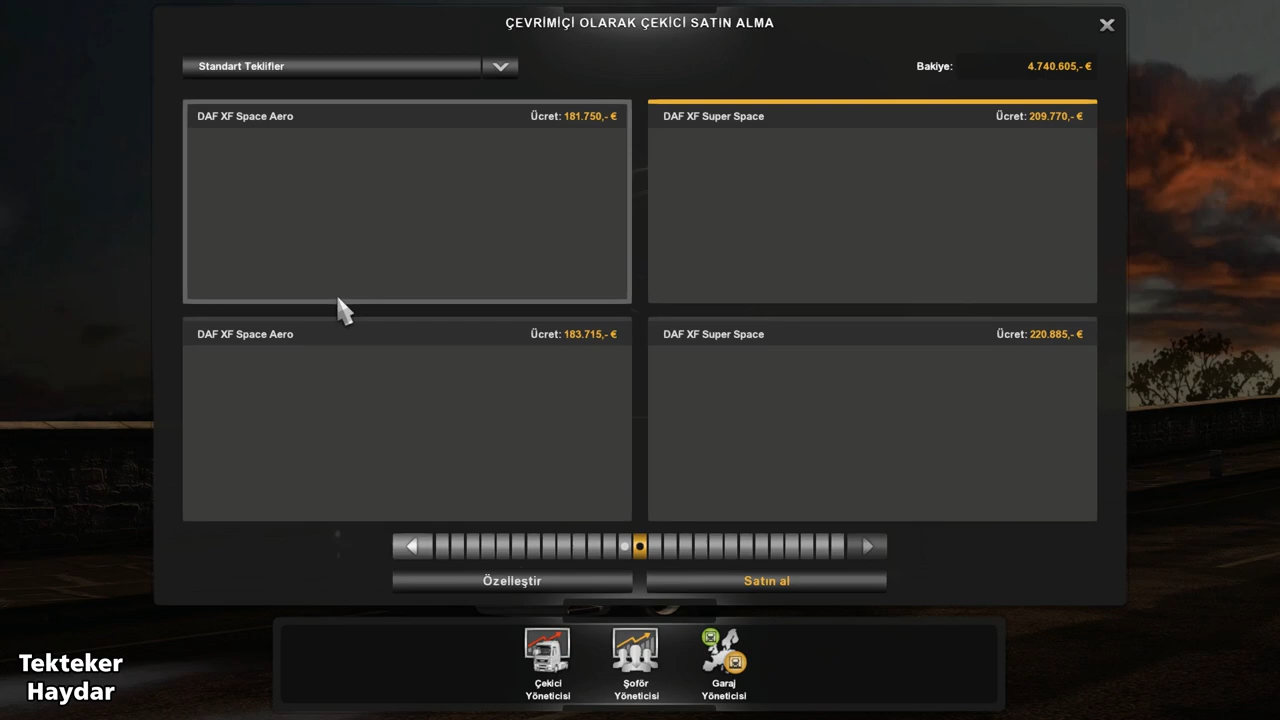 ÇEVRİMİÇİ OLARAK ÇEKİCİ SATIN ALMA
Standart Teklifler
Bakiye: 4.740.605,- €
DAF XF Space Aero Ücret: 181.750,- €
DAF XF Super Space Ücret: 209.770,- €
DAF XF Space Aero Ücret: 183.715,- €
DAF XF Super Space Ücret: 220.885,- €
Özelleştir
Satın al
Çekici
Yöneticisi
Şoför
Yöneticisi
Garaj
Yöneticisi
Tekteker
Haydar